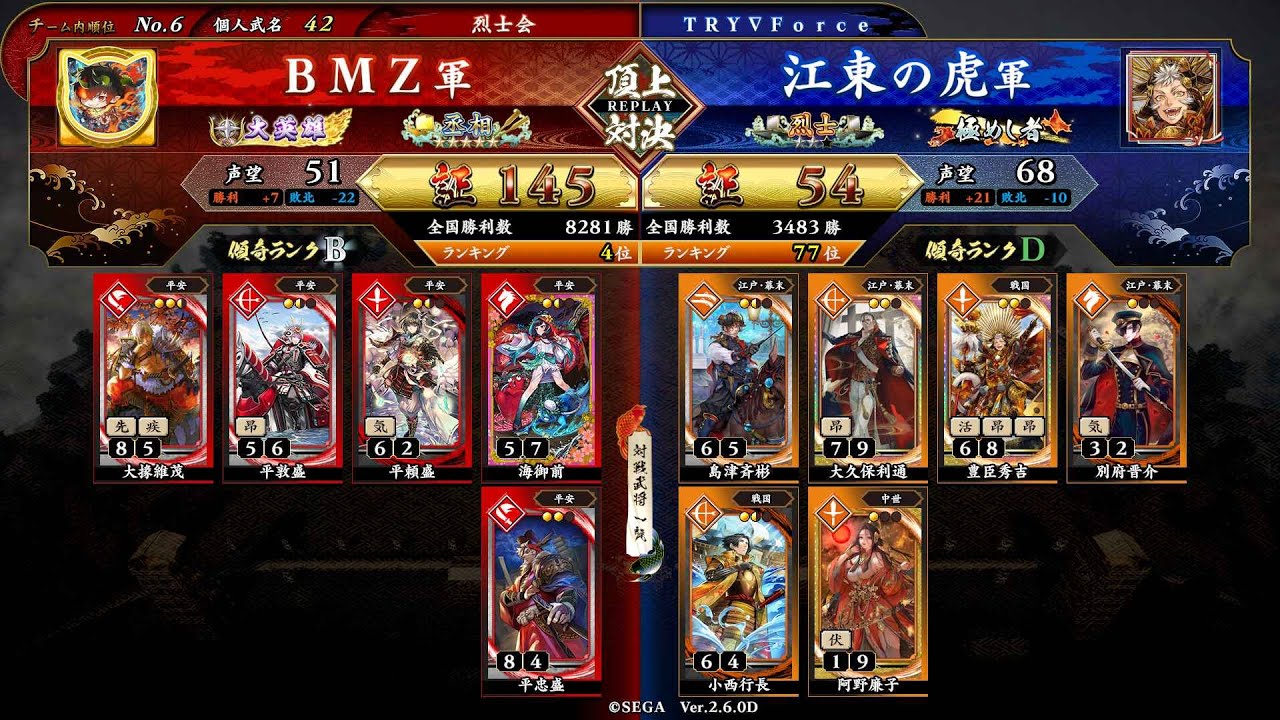 チーム内順位 No.6 個人武名 42 烈士会 TRY∇Force
BMZ軍 頂上 REPLAY 対決 江東の虎軍
大英雄 丞相 烈士 極めし者
声望 51 証 145 証 54 声望 68
勝利 +7 敗北 -22 勝利 +21 敗北 -10
全国勝利数 8281勝 全国勝利数 3483勝
傾奇ランク B ランキング 4位 ランキング 77位 傾奇ランク D
平安 平安 平安 平安 江戸・幕末 江戸・幕末 戦国 江戸・幕末
先 疾 昂 気 昂 活 昂 昂 気
8 5 5 6 6 2 5 7 6 5 7 9 6 8 3 2
大掾維茂 平敦盛 平頼盛 海御前 島津斉彬 大久保利通 豊臣秀吉 別府晋介
対戦武将一覧
平安 戦国 中世
伏
8 4 6 4 1 9
平忠盛 小西行長 阿野廉子
©SEGA Ver.2.6.0D